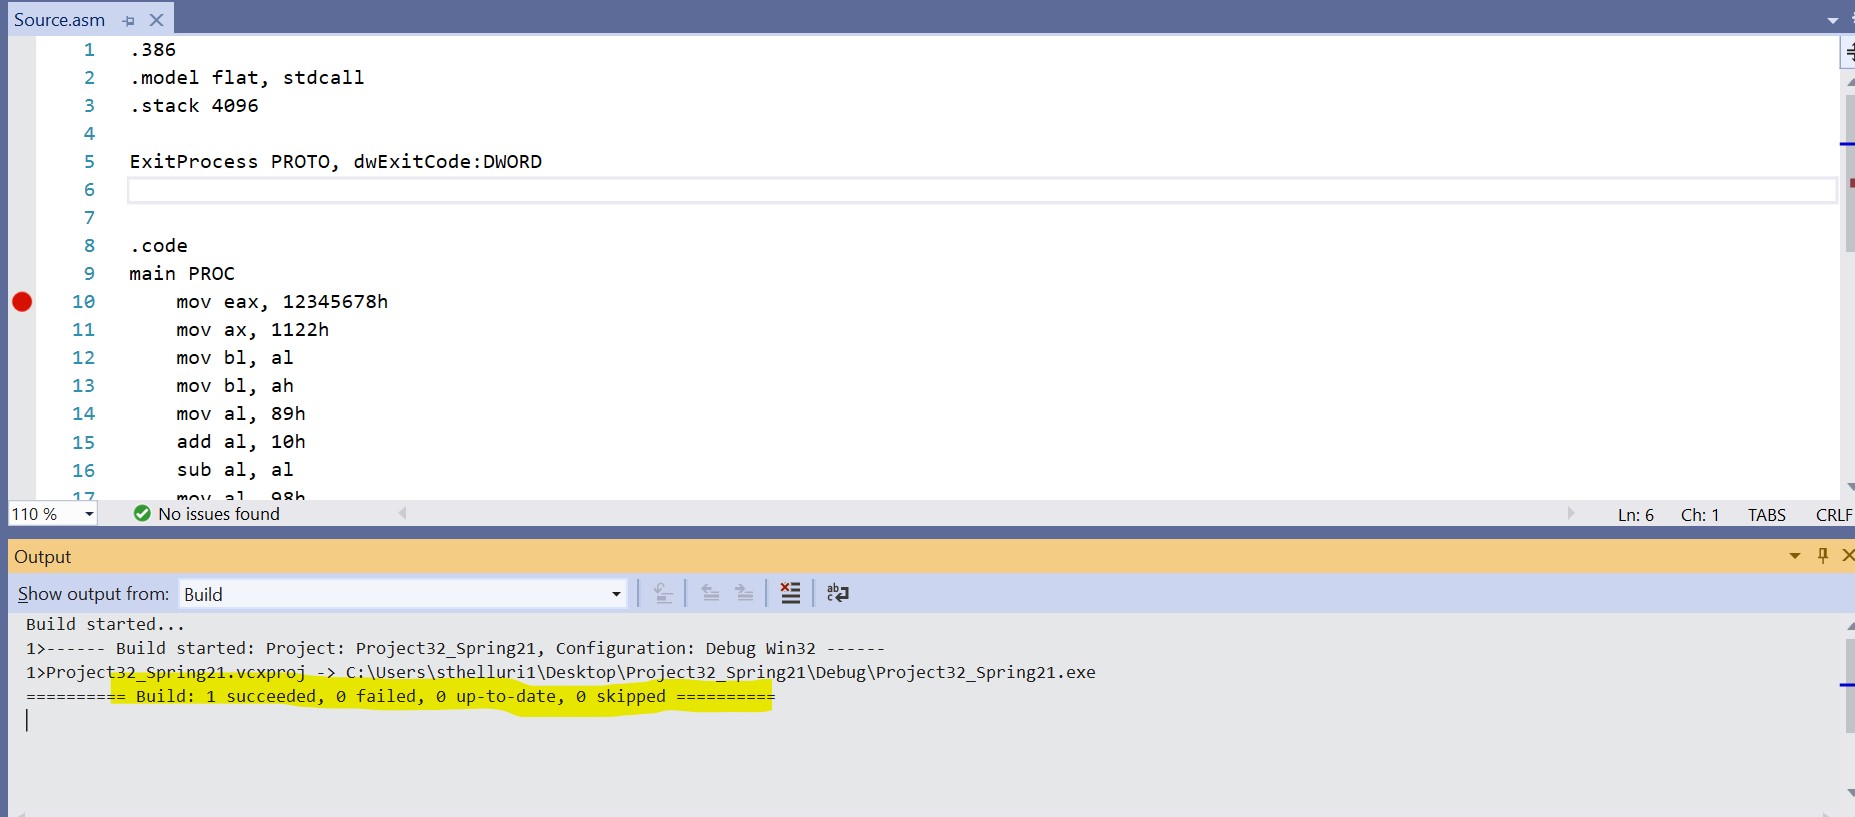 Source.asm
1 .386
2 .model flat, stdcall
3 .stack 4096
4
5 ExitProcess PROTO, dwExitCode:DWORD
6
7
8 .code
9 main PROC
10 mov eax, 12345678h
11 mov ax, 1122h
12 mov bl, al
13 mov bl, ah
14 mov al, 89h
15 add al, 10h
16 sub al, al
17 mov al, 98h
110 % No issues found Ln: 6 Ch: 1 TABS CRLF
Output
Show output from: Build
Build started...
1>------ Build started: Project: Project32_Spring21, Configuration: Debug Win32 ------
1>Project32_Spring21.vcxproj -> C:\Users\sthelluri1\Desktop\Project32_Spring21\Debug\Project32_Spring21.exe
========== Build: 1 succeeded, 0 failed, 0 up-to-date, 0 skipped ==========